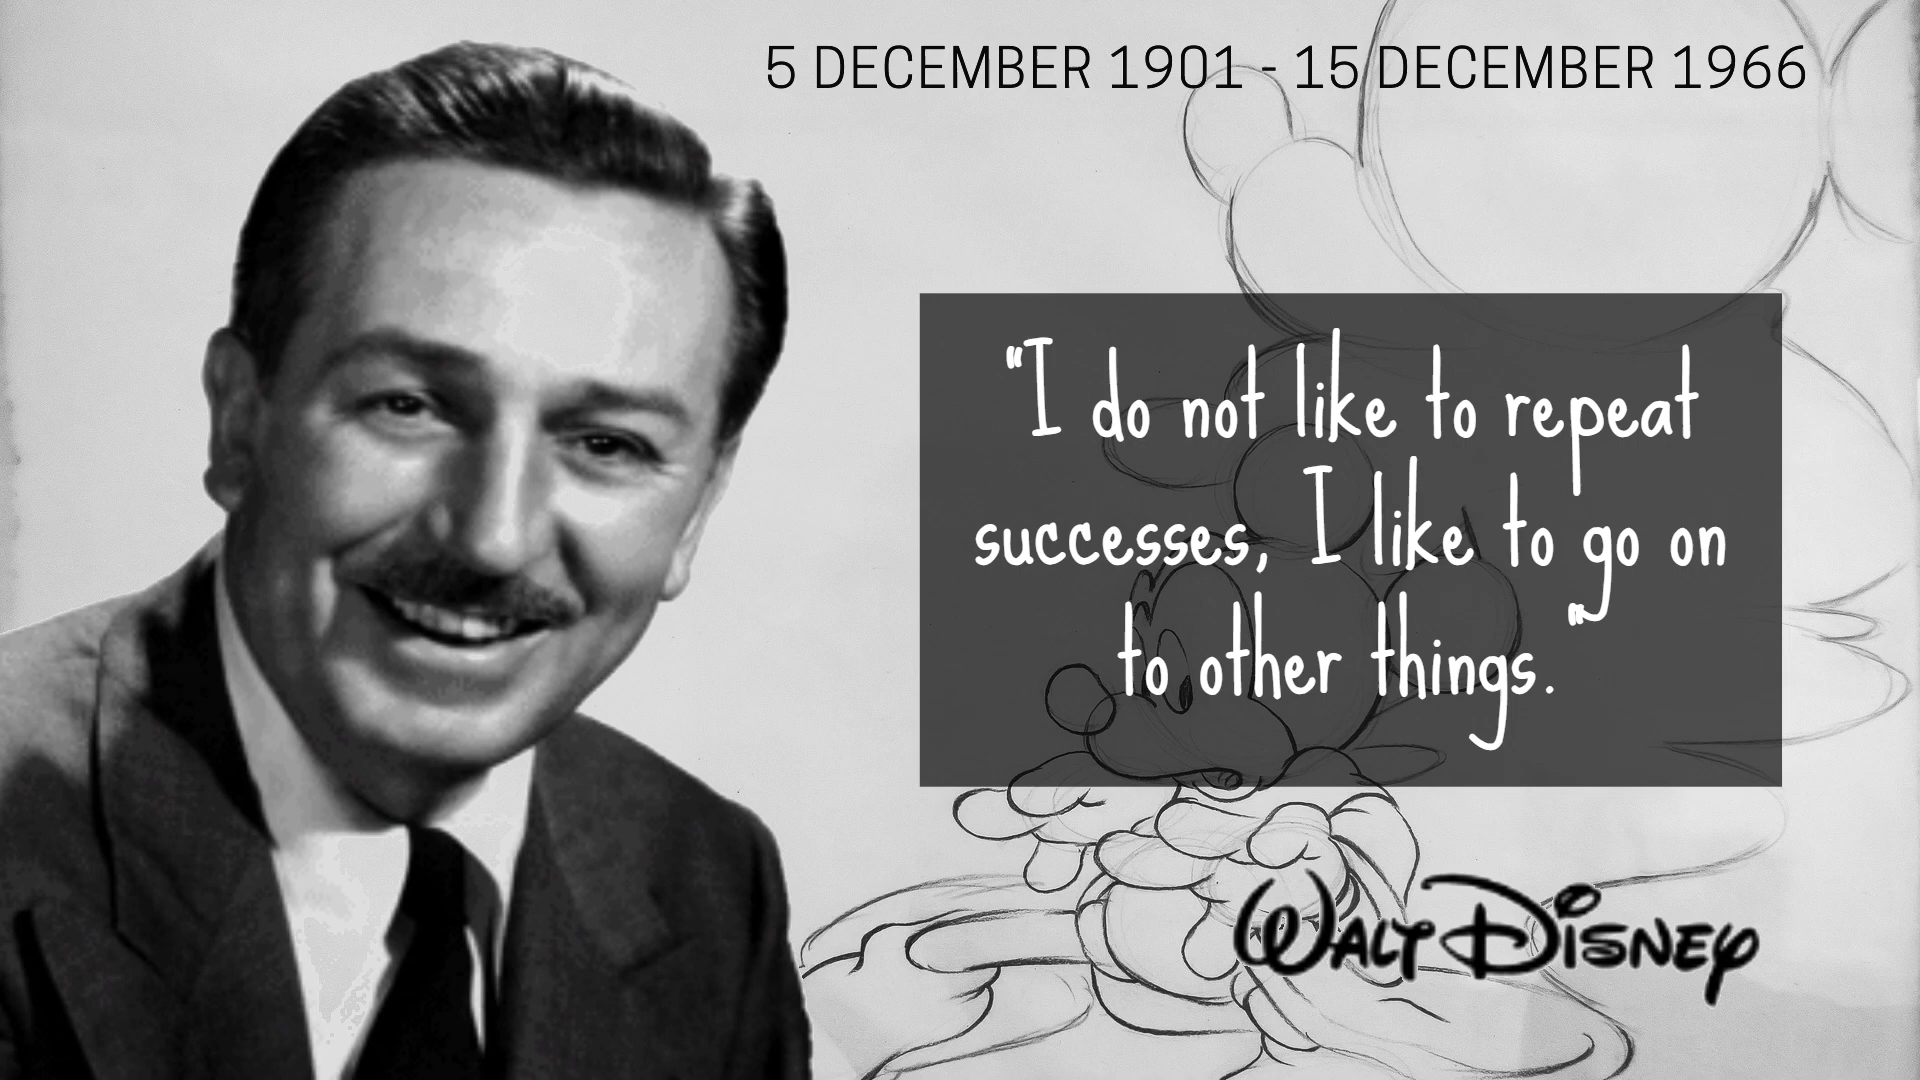 5 DECEMBER 1901 - 15 DECEMBER 1966
"I do not like to repeat
successes, I like to go on
to other things."
WALT DISNEY